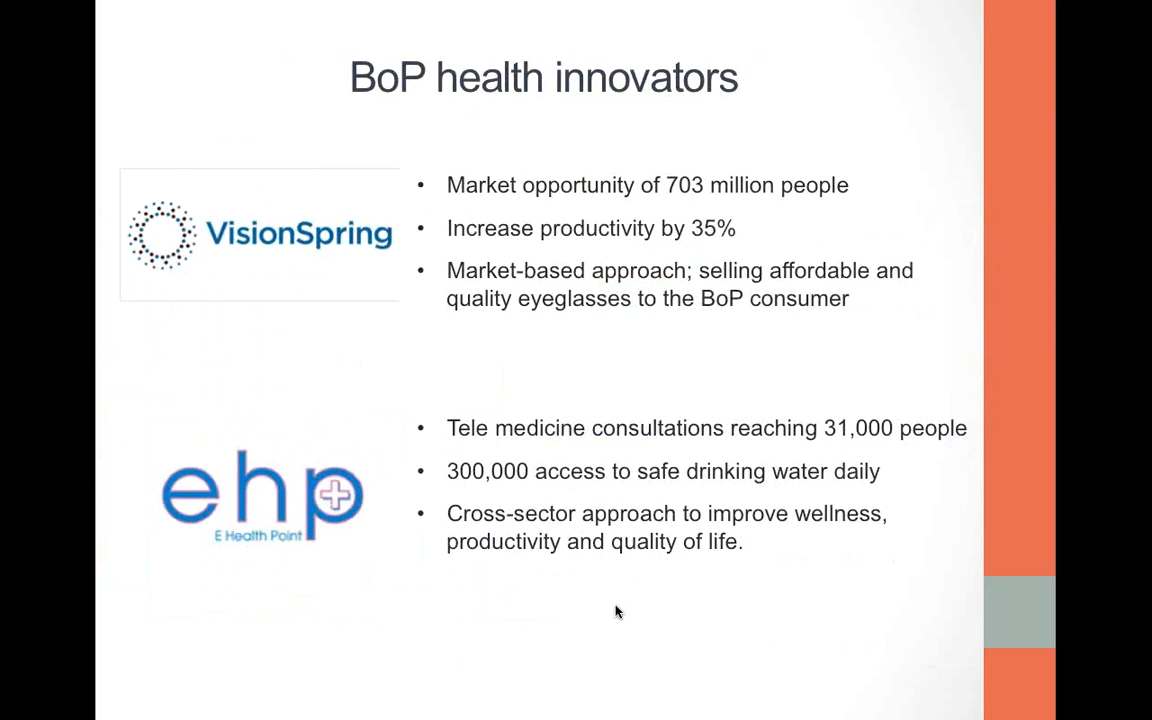 BoP health innovators
VisionSpring
• Market opportunity of 703 million people
• Increase productivity by 35%
• Market-based approach; selling affordable and
quality eyeglasses to the BoP consumer
ehp
E Health Point
• Tele medicine consultations reaching 31,000 people
• 300,000 access to safe drinking water daily
• Cross-sector approach to improve wellness,
productivity and quality of life.